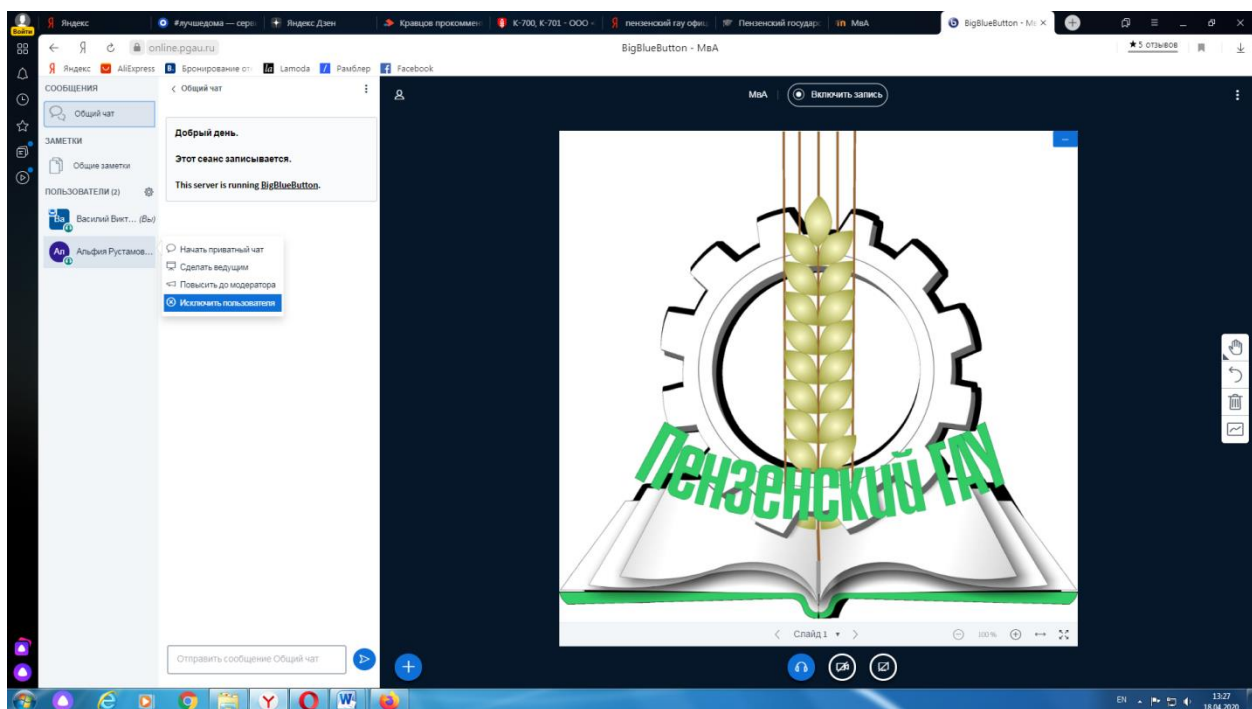 Войти
Яндекс
#лучшедома — серв
Яндекс Дзен
Кравцов прокоммен
К-700, К-701 - ООО
пензенский гау офиц
Пензенский государс
МвА
BigBlueButton - Мв
online.pgau.ru
BigBlueButton - МвА
★5 отзывов
Яндекс
AliExpress
Бронирование от
Lamoda
Рамблер
Facebook
СООБЩЕНИЯ
Общий чат
ЗАМЕТКИ
Общие заметки
ПОЛЬЗОВАТЕЛИ (2)
Ва
Василий Викт... (Вы)
Ал
Альфия Рустамов...
Общий чат
Добрый день.
Этот сеанс записывается.
This server is running BigBlueButton.
Начать приватный чат
Сделать ведущим
Повысить до модератора
Исключить пользователя
Отправить сообщение Общий чат
МвА
Включить запись
Пензенский ГАУ
Слайд 1
100%
EN
13:27
18.04.2020